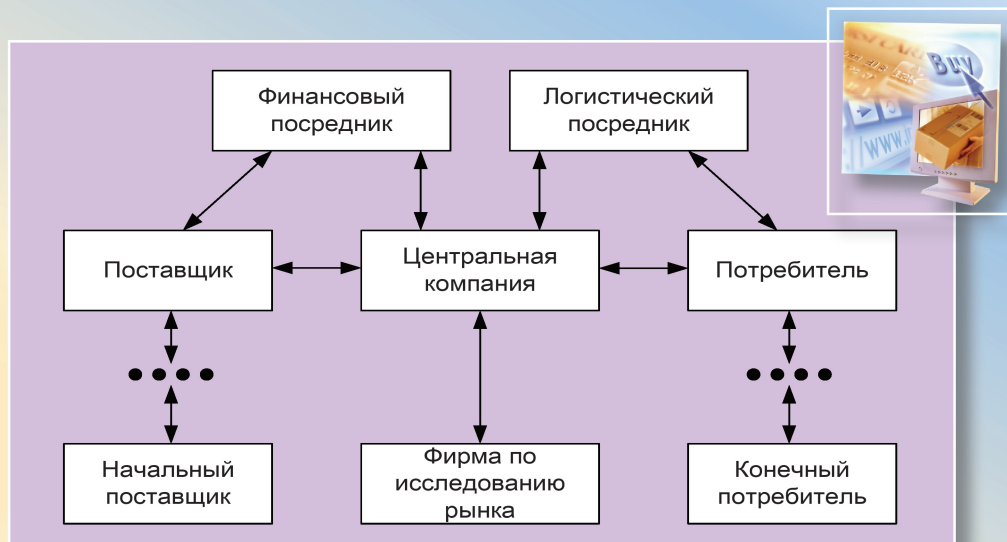 Buy
WWW.
Финансовый
посредник
Логистический
посредник
Поставщик
Центральная
компания
Потребитель
Начальный
поставщик
Фирма по
исследованию
рынка
Конечный
потребитель